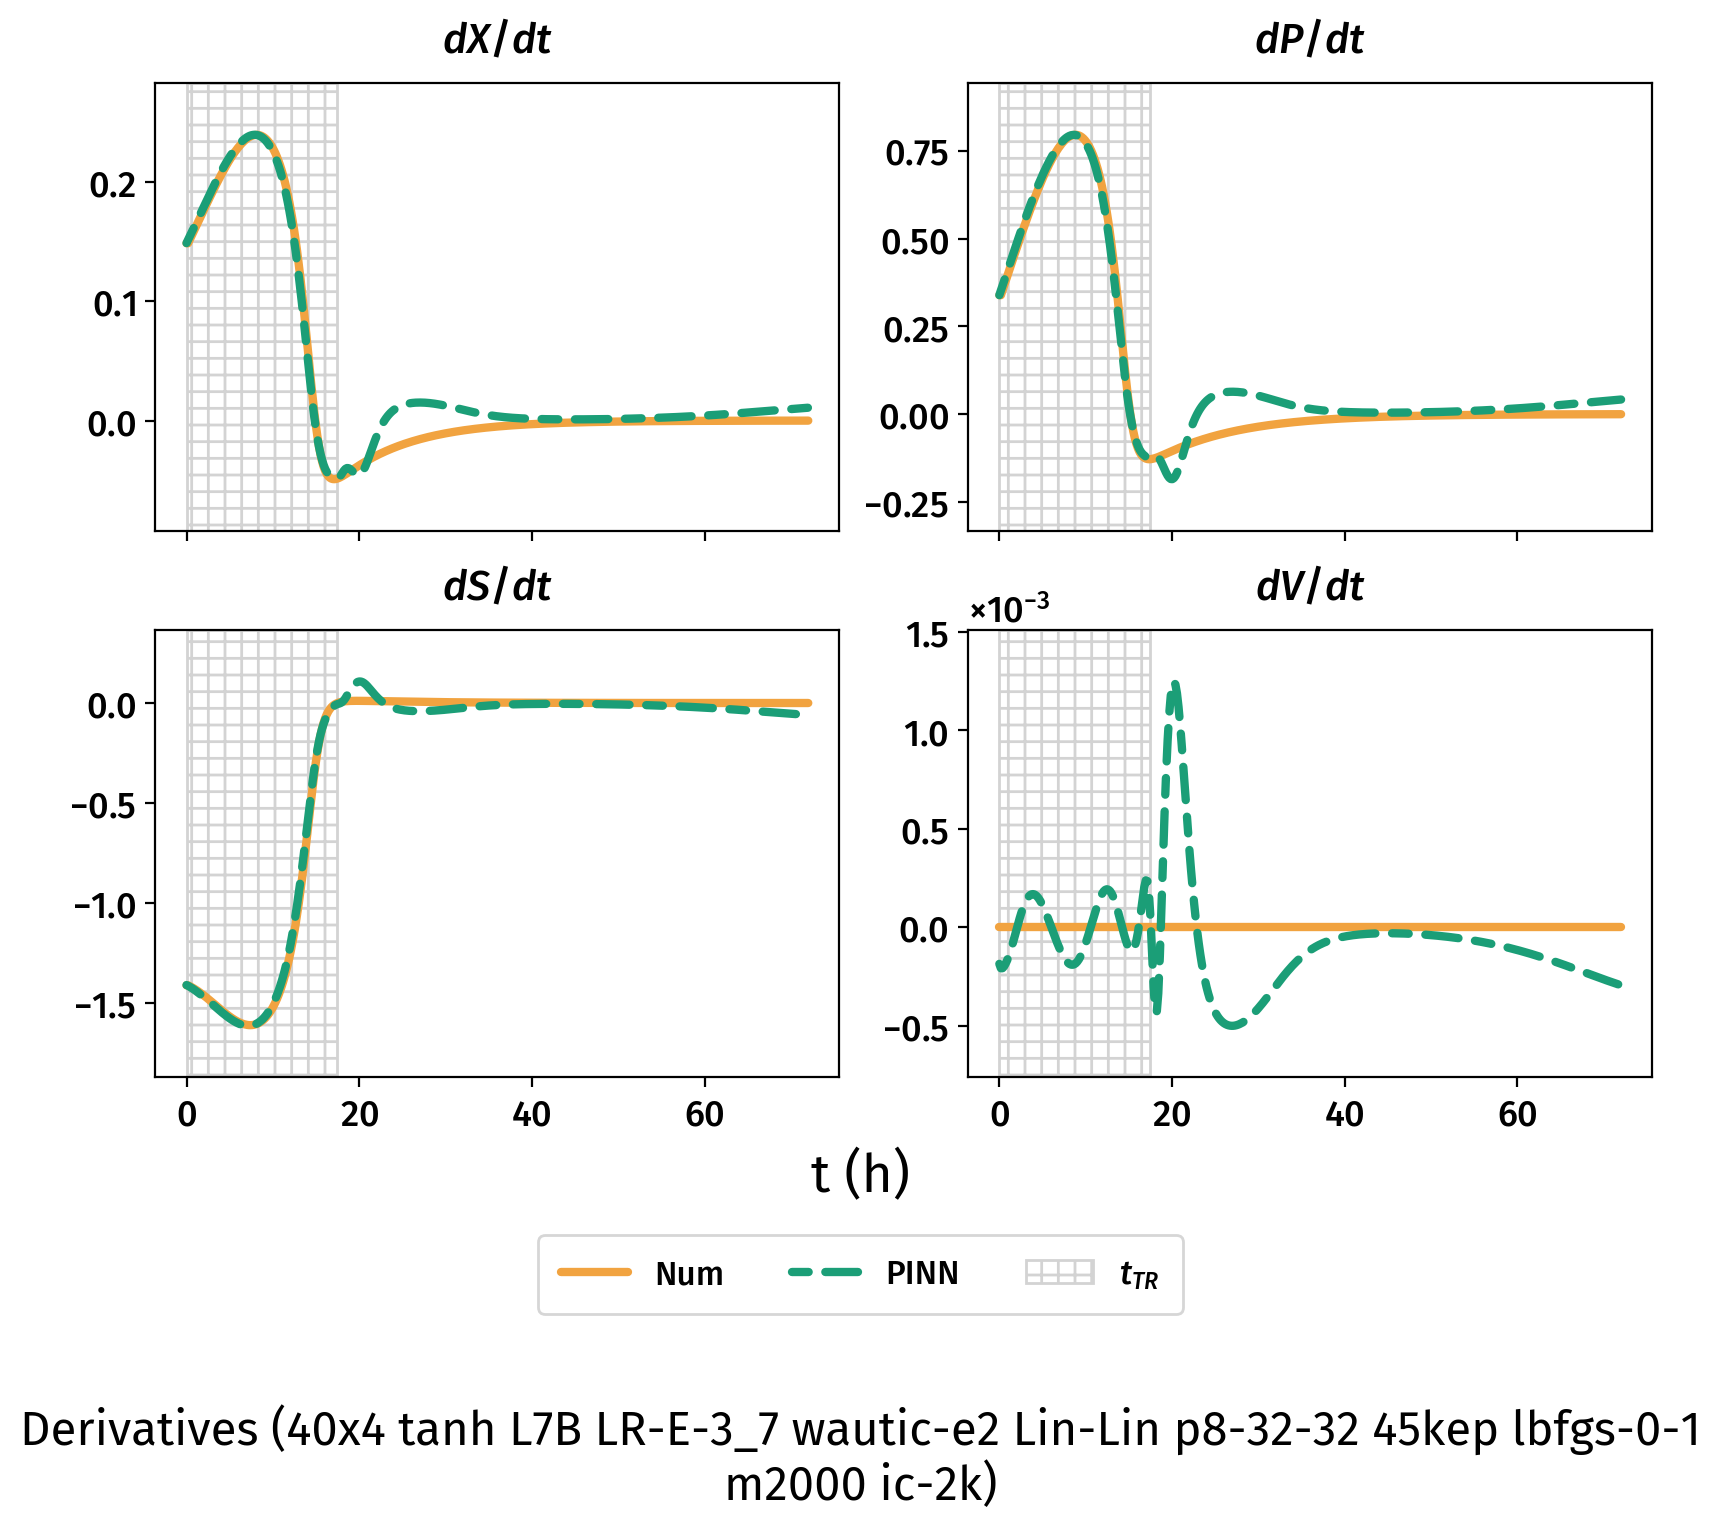 dX/dt
dP/dt
0.2
0.1
0.0
0.75
0.50
0.25
0.00
−0.25
dS/dt
dV/dt
×10⁻³
0.0
−0.5
−1.0
−1.5
0 20 40 60
1.5
1.0
0.5
0.0
−0.5
0 20 40 60
t (h)
Num PINN t_TR
Derivatives (40x4 tanh L7B LR-E-3_7 wautic-e2 Lin-Lin p8-32-32 45kep lbfgs-0-1
m2000 ic-2k)